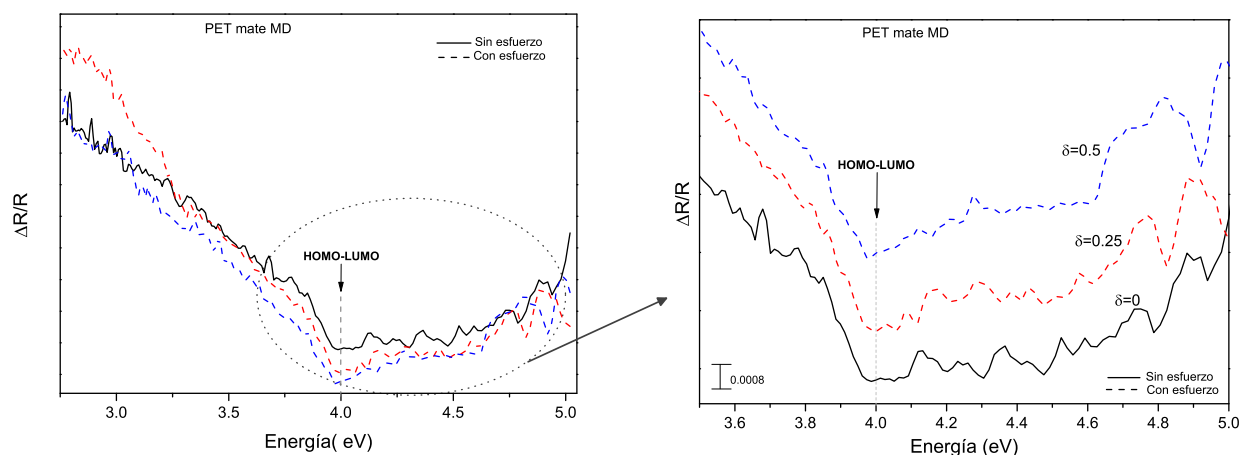 PET mate MD
Sin esfuerzo
Con esfuerzo
HOMO-LUMO
ΔR/R
3.0 3.5 4.0 4.5 5.0
Energía( eV)
PET mate MD
δ=0.5
HOMO-LUMO
δ=0.25
δ=0
0.0008
Sin esfuerzo
Con esfuerzo
ΔR/R
3.6 3.8 4.0 4.2 4.4 4.6 4.8 5.0
Energía (eV)